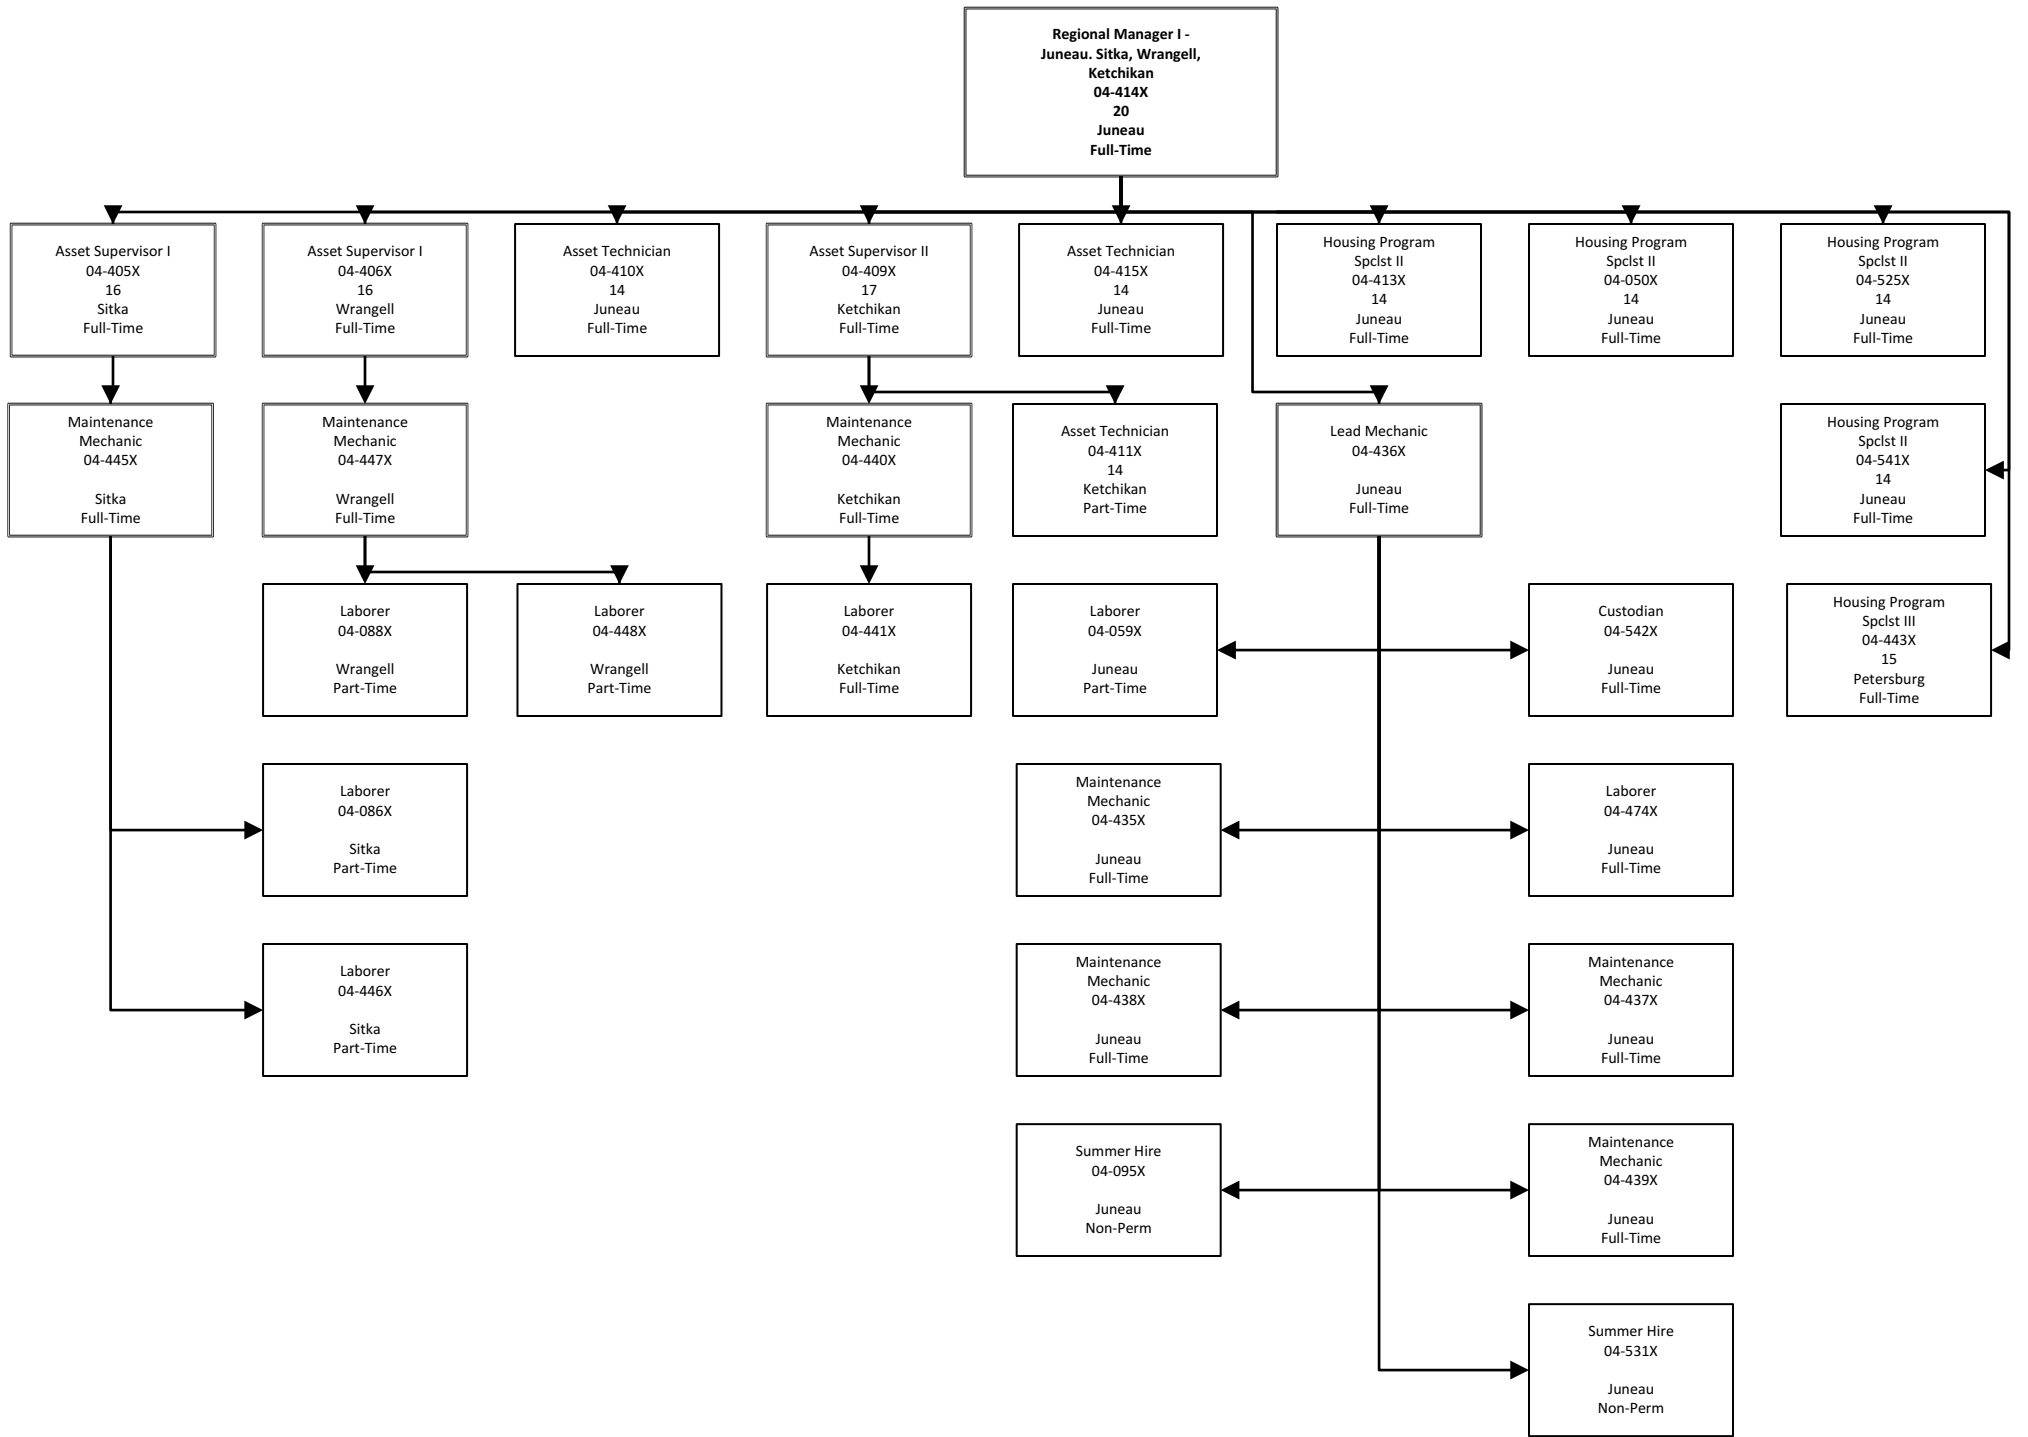 Regional Manager I -
Juneau. Sitka, Wrangell,
Ketchikan
04-414X
20
Juneau
Full-Time
Asset Supervisor I
04-405X
16
Sitka
Full-Time
Asset Supervisor I
04-406X
16
Wrangell
Full-Time
Asset Technician
04-410X
14
Juneau
Full-Time
Asset Supervisor II
04-409X
17
Ketchikan
Full-Time
Asset Technician
04-415X
14
Juneau
Full-Time
Housing Program
Spclst II
04-413X
14
Juneau
Full-Time
Housing Program
Spclst II
04-050X
14
Juneau
Full-Time
Housing Program
Spclst II
04-525X
14
Juneau
Full-Time
Maintenance
Mechanic
04-445X
Sitka
Full-Time
Maintenance
Mechanic
04-447X
Wrangell
Full-Time
Maintenance
Mechanic
04-440X
Ketchikan
Full-Time
Asset Technician
04-411X
14
Ketchikan
Part-Time
Lead Mechanic
04-436X
Juneau
Full-Time
Housing Program
Spclst II
04-541X
14
Juneau
Full-Time
Laborer
04-088X
Wrangell
Part-Time
Laborer
04-448X
Wrangell
Part-Time
Laborer
04-441X
Ketchikan
Full-Time
Laborer
04-059X
Juneau
Part-Time
Custodian
04-542X
Juneau
Full-Time
Housing Program
Spclst III
04-443X
15
Petersburg
Full-Time
Laborer
04-086X
Sitka
Part-Time
Maintenance
Mechanic
04-435X
Juneau
Full-Time
Laborer
04-474X
Juneau
Full-Time
Laborer
04-446X
Sitka
Part-Time
Maintenance
Mechanic
04-438X
Juneau
Full-Time
Maintenance
Mechanic
04-437X
Juneau
Full-Time
Summer Hire
04-095X
Juneau
Non-Perm
Maintenance
Mechanic
04-439X
Juneau
Full-Time
Summer Hire
04-531X
Juneau
Non-Perm